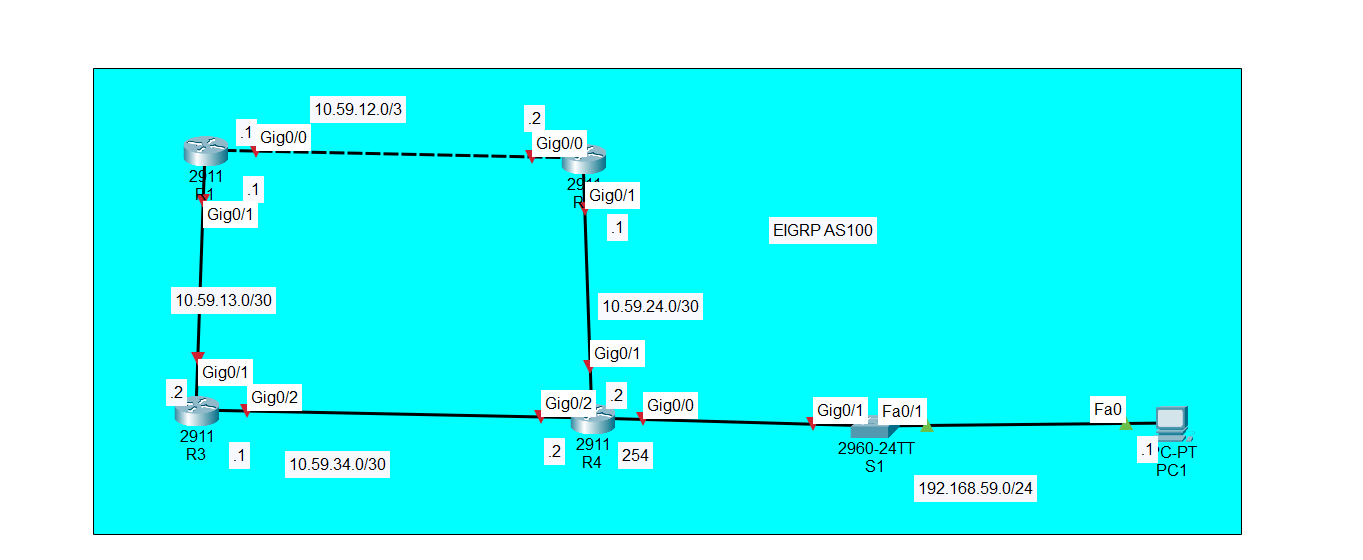 10.59.12.0/3
.1
Gig0/0
.2
Gig0/0
2911
R1
.1
Gig0/1
Gig0/1
.1
EIGRP AS100
10.59.13.0/30
10.59.24.0/30
Gig0/1
Gig0/1
.2
Gig0/2
2911
R3
.1
10.59.34.0/30
Gig0/2
.2
Gig0/0
2911
R4
.2
254
Gig0/1
Fa0/1
2960-24TT
S1
192.168.59.0/24
Fa0
.1
PC-PT
PC1